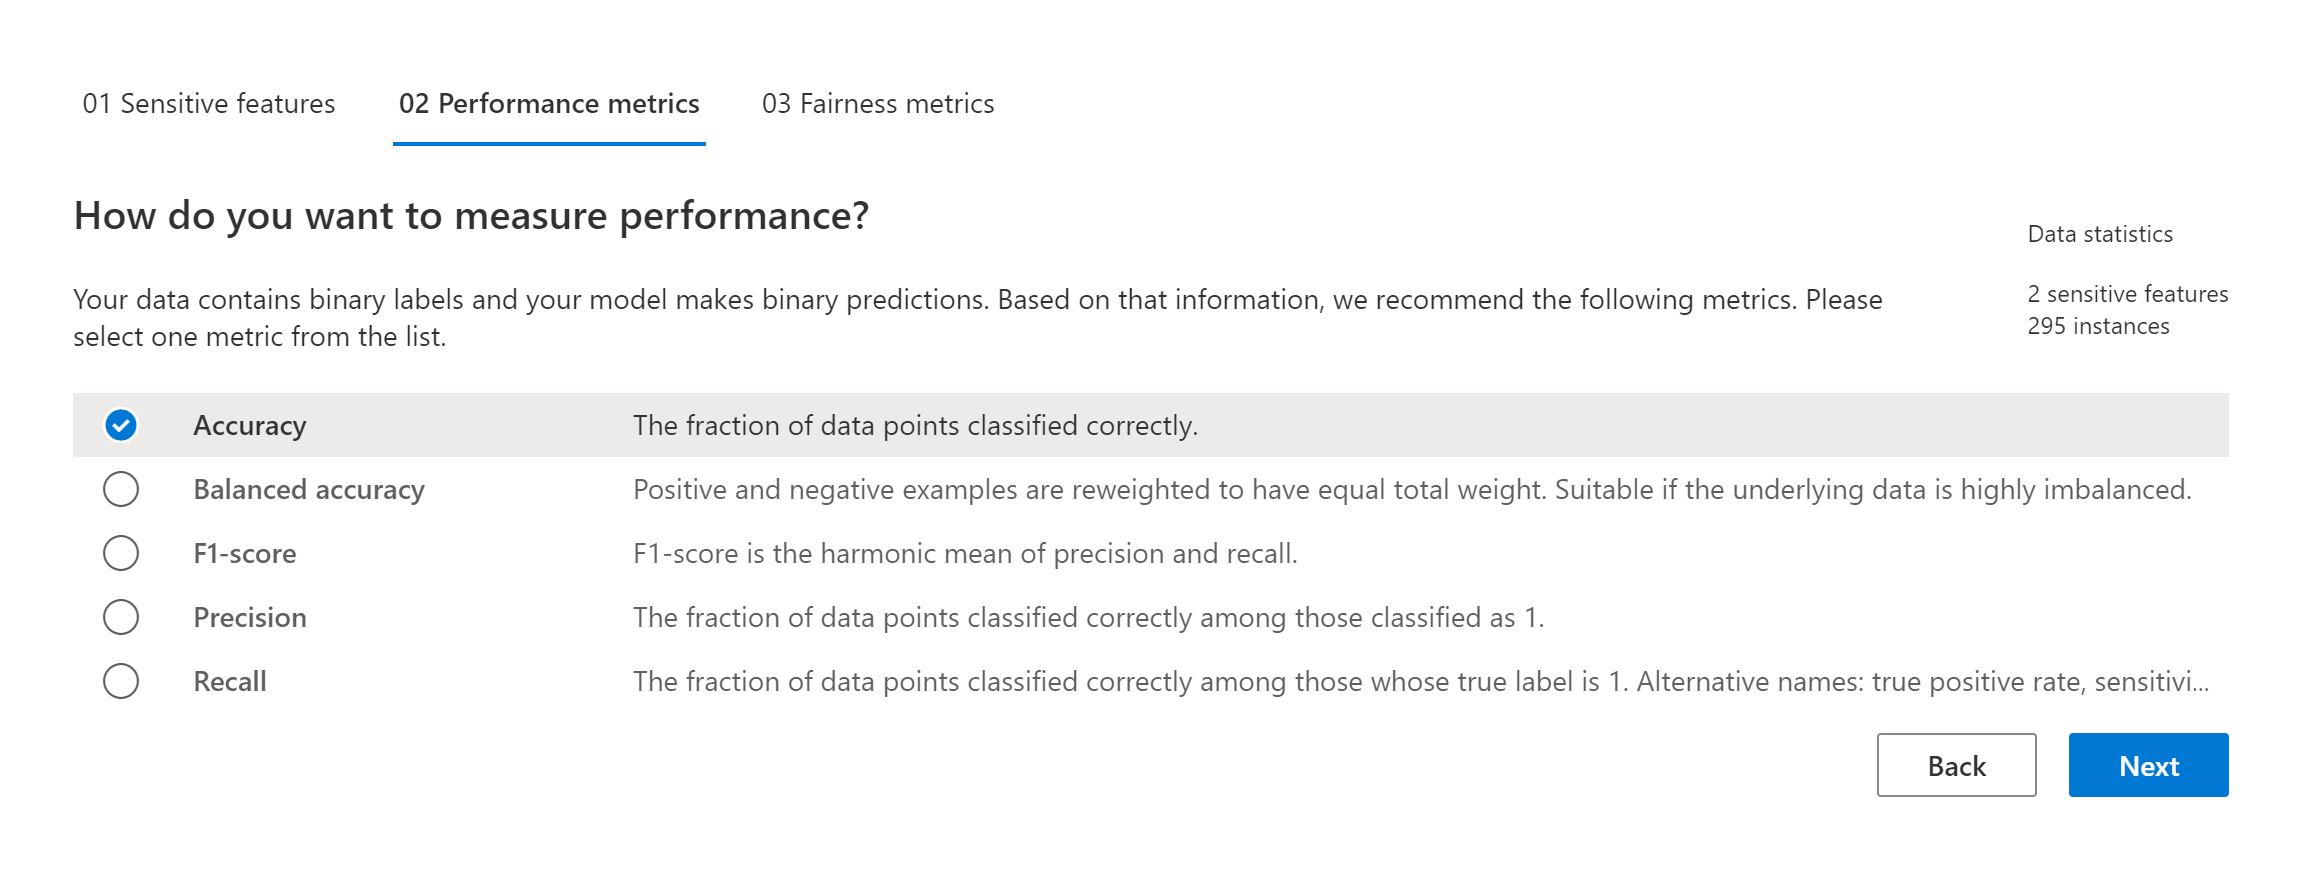 01 Sensitive features
02 Performance metrics
03 Fairness metrics
How do you want to measure performance?
Your data contains binary labels and your model makes binary predictions. Based on that information, we recommend the following metrics. Please
select one metric from the list.
Data statistics
2 sensitive features
295 instances
Accuracy
The fraction of data points classified correctly.
Balanced accuracy
Positive and negative examples are reweighted to have equal total weight. Suitable if the underlying data is highly imbalanced.
F1-score
F1-score is the harmonic mean of precision and recall.
Precision
The fraction of data points classified correctly among those classified as 1.
Recall
The fraction of data points classified correctly among those whose true label is 1. Alternative names: true positive rate, sensitivi...
Back
Next